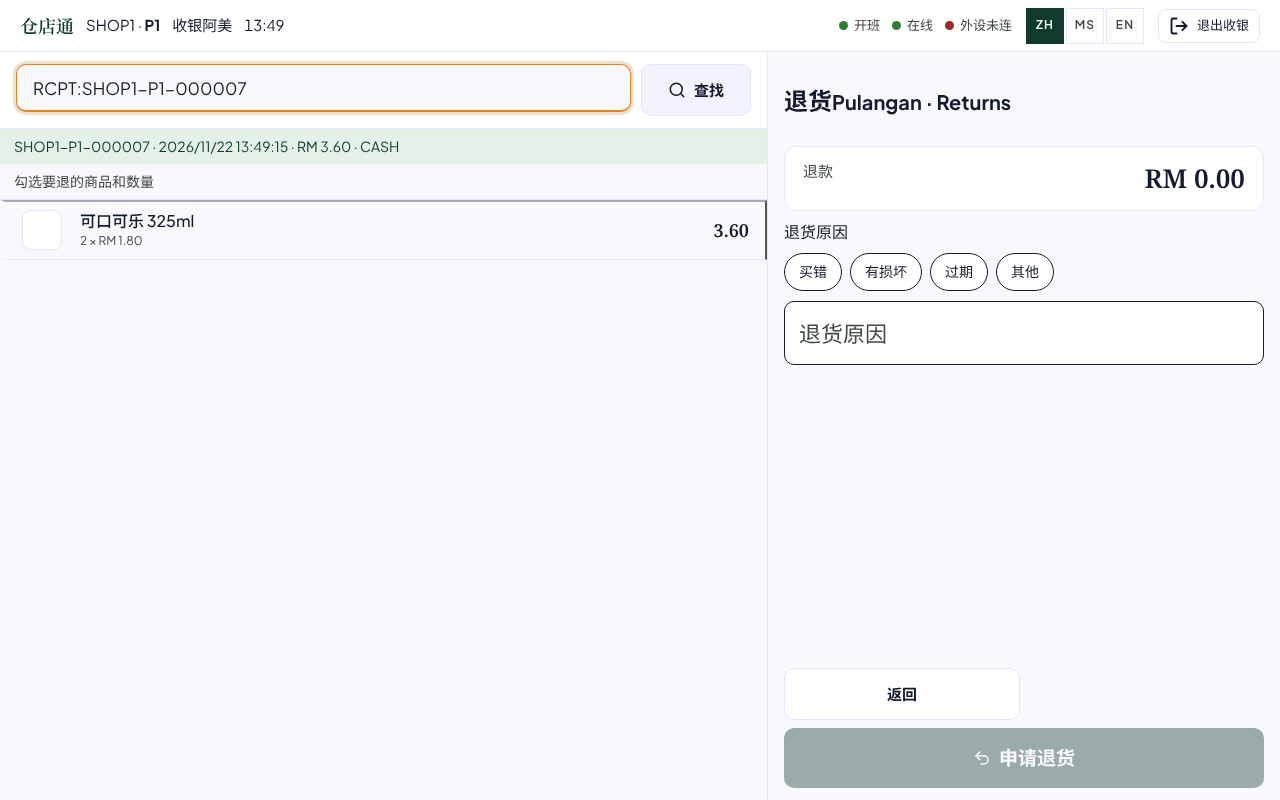 仓店通 SHOP1 · P1 收银阿美 13:49 开班 在线 外设未连 ZH MS EN 退出收银
RCPT:SHOP1-P1-000007 查找
SHOP1-P1-000007 · 2026/11/22 13:49:15 · RM 3.60 · CASH
勾选要退的商品和数量
可口可乐 325ml
2 × RM 1.80
3.60
退货Pulangan · Returns
退款 RM 0.00
退货原因
买错 有损坏 过期 其他
退货原因
返回
申请退货